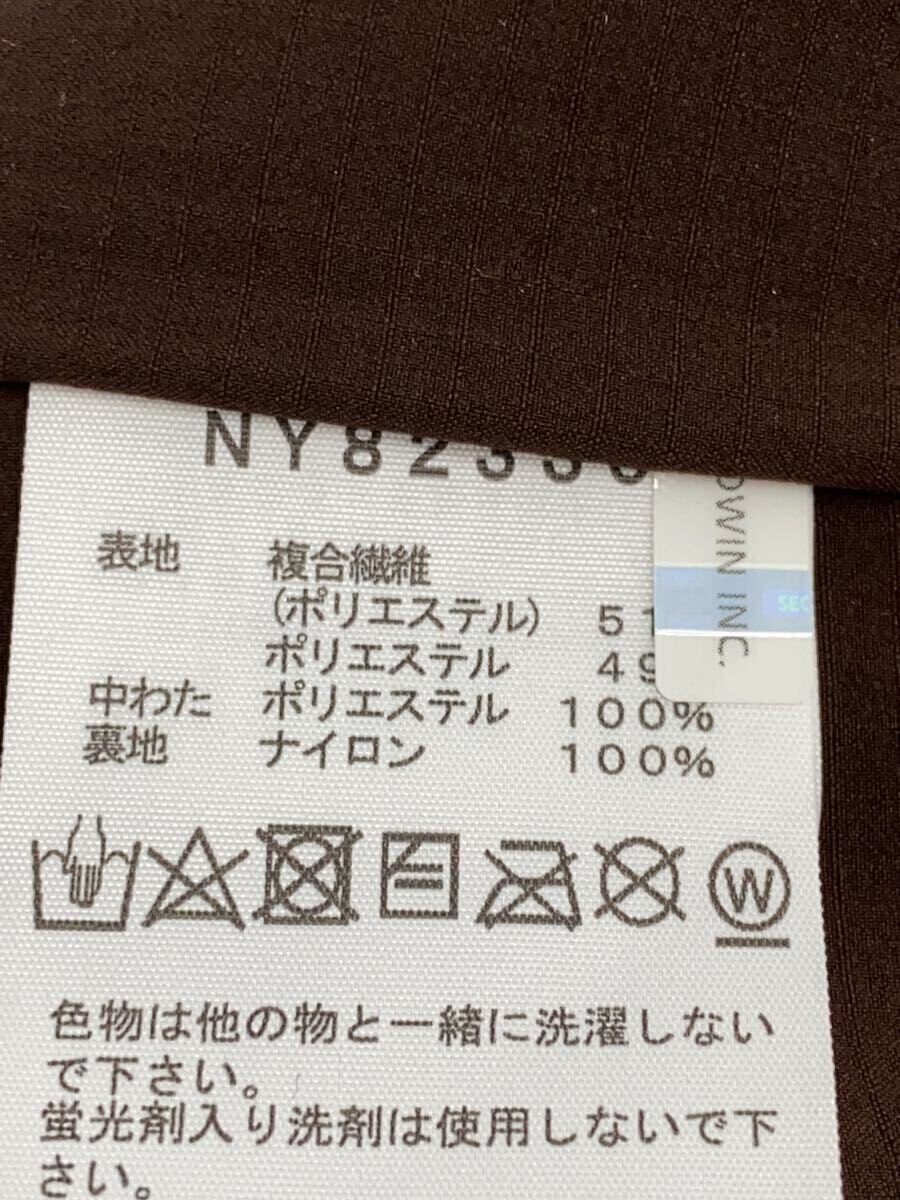 NY82330
表地 複合繊維
(ポリエステル) 51
ポリエステル 49
中わた ポリエステル 100%
裏地 ナイロン 100%
DWIN INC.
SEC
W
色物は他の物と一緒に洗濯しない
で下さい。
蛍光剤入り洗剤は使用しないで下
さい。